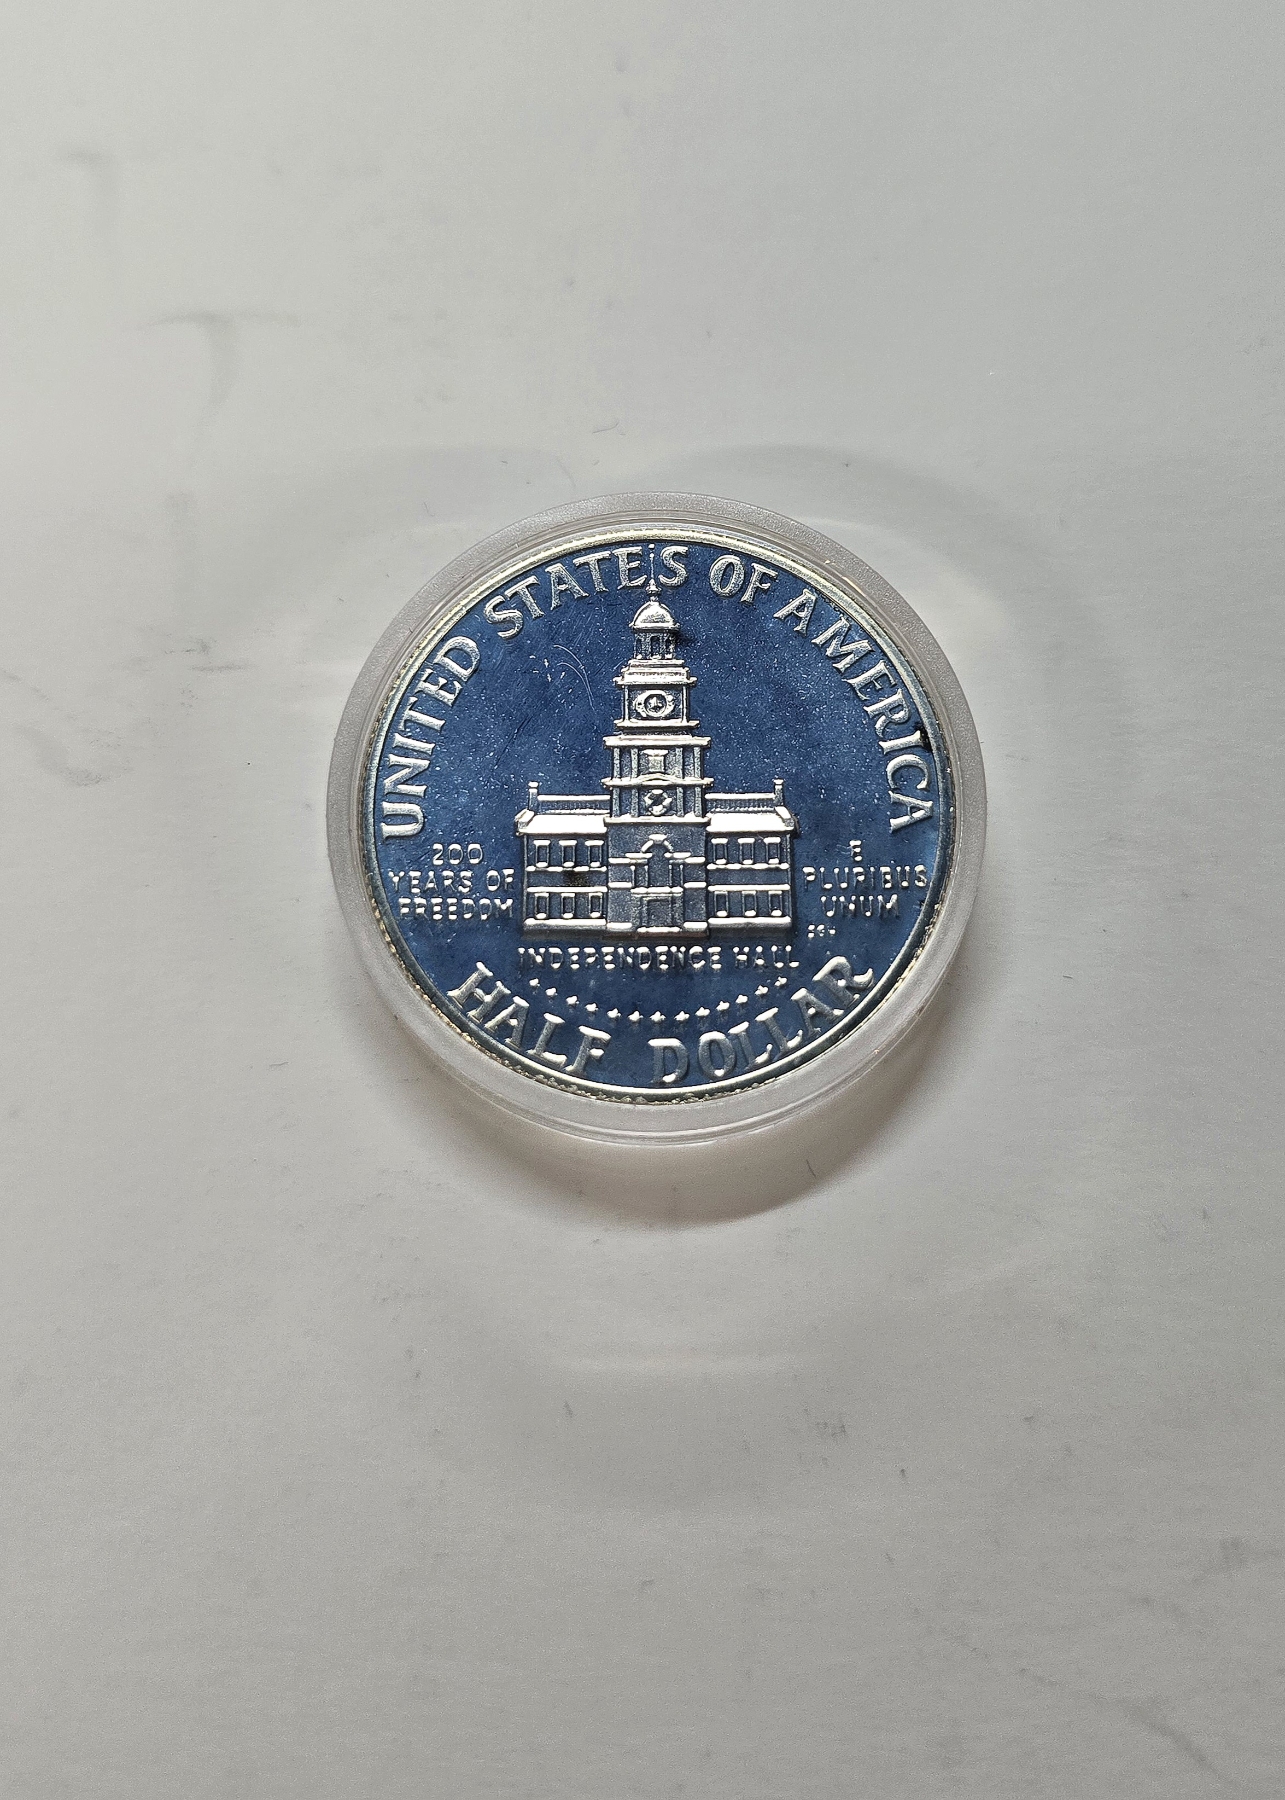 UNITED STATES OF AMERICA
200
YEARS OF
FREEDOM
E
PLURIBUS
UNUM
INDEPENDENCE HALL
HALF DOLLAR